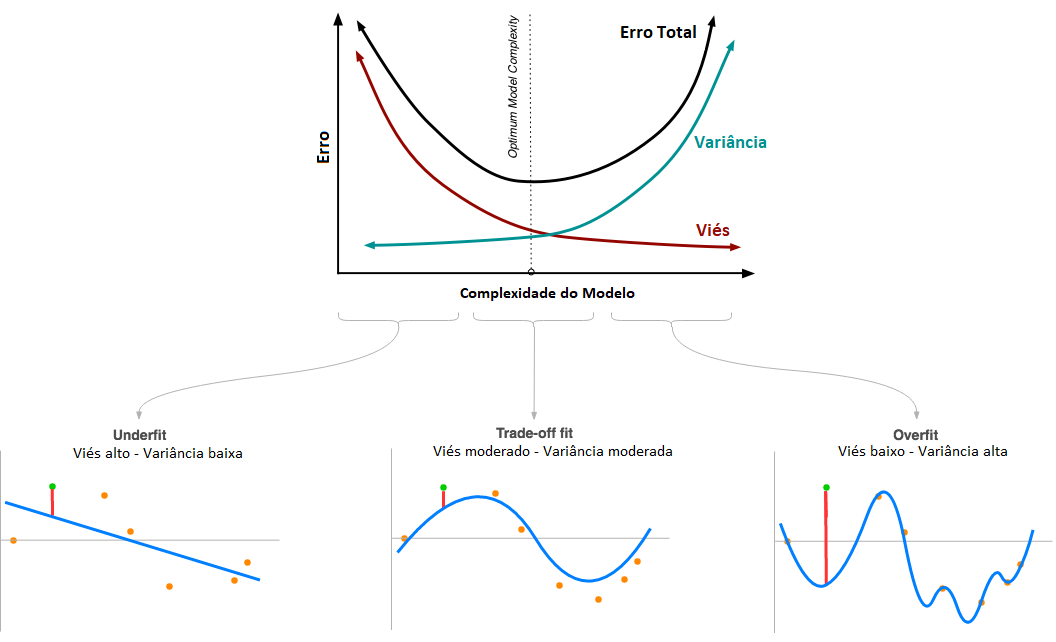 Erro Total
Optimum Model Complexity
Erro
Variância
Viés
Complexidade do Modelo
Underfit
Viés alto - Variância baixa
Trade-off fit
Viés moderado - Variância moderada
Overfit
Viés baixo - Variância alta